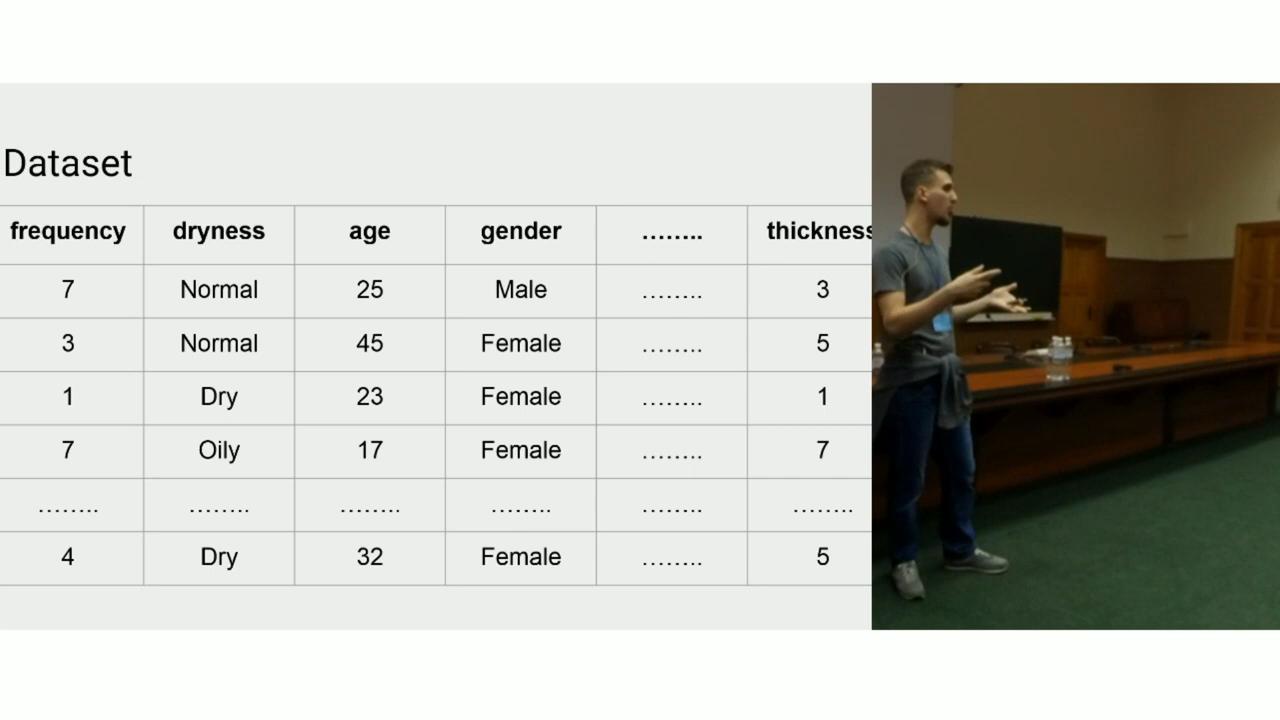 Dataset
frequency dryness age gender …….. thickness
7 Normal 25 Male …….. 3
3 Normal 45 Female …….. 5
1 Dry 23 Female …….. 1
7 Oily 17 Female …….. 7
…….. …….. …….. …….. …….. ……..
4 Dry 32 Female …….. 5